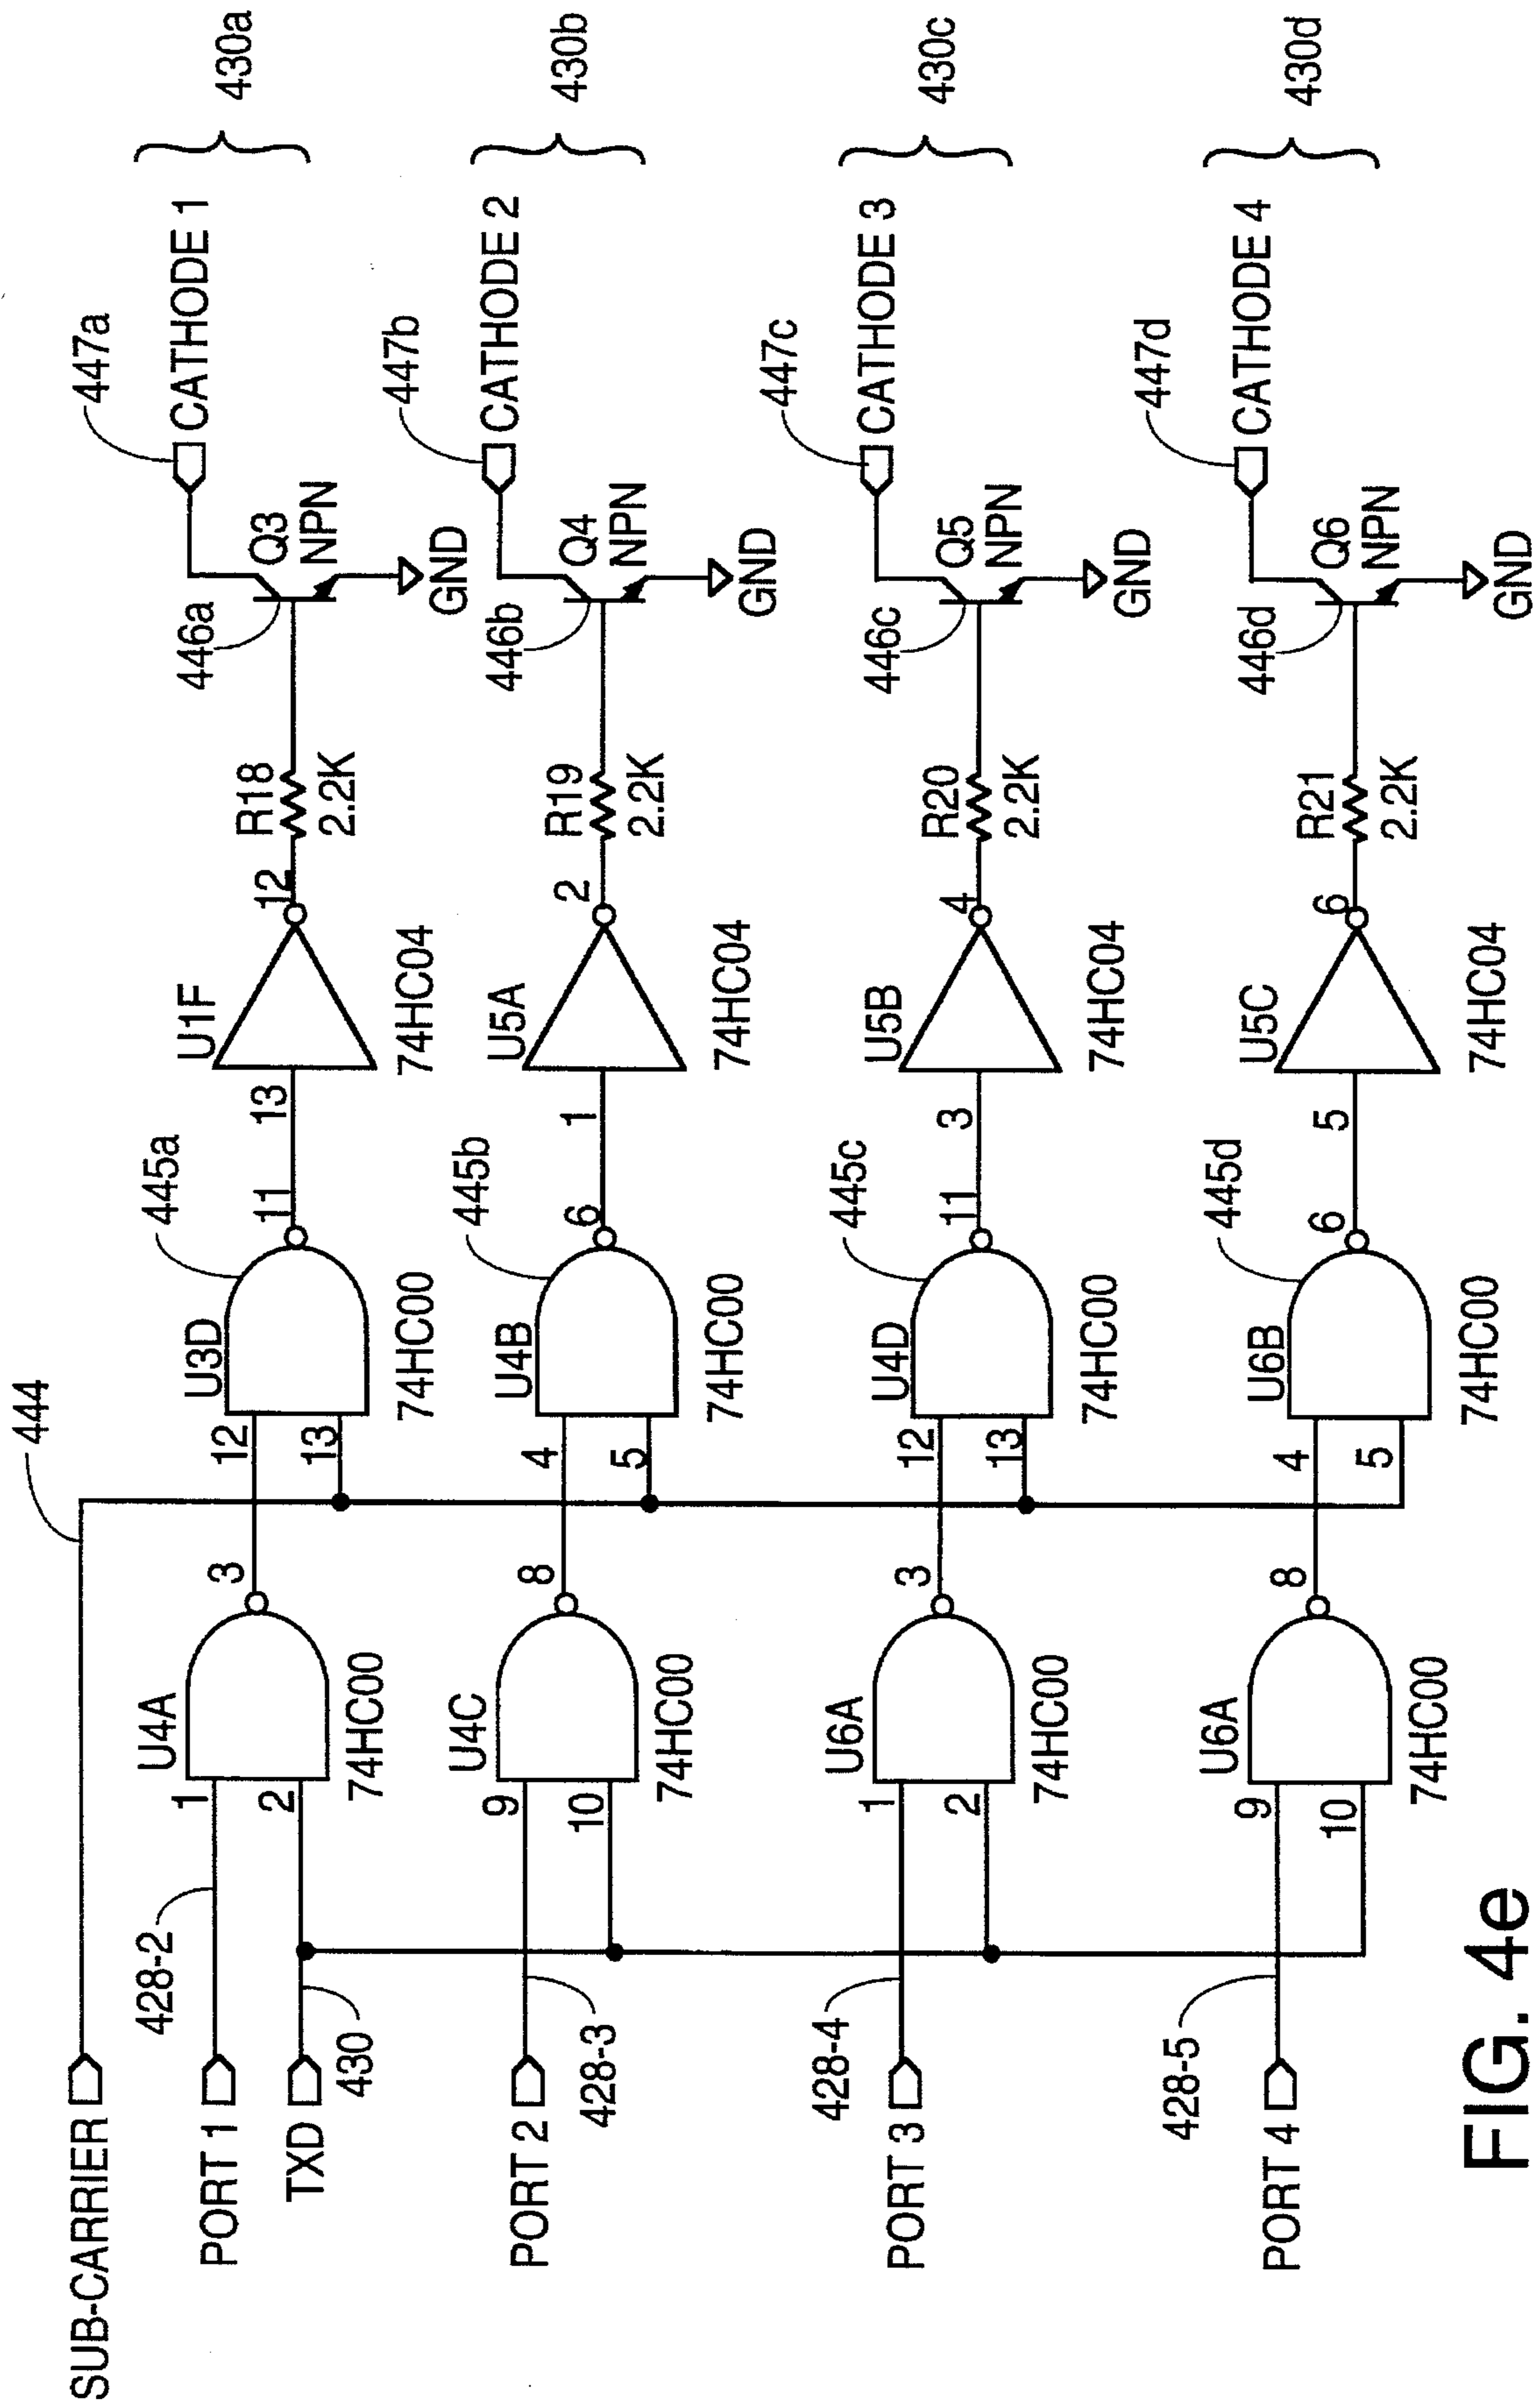 SUB-CARRIER
444
PORT 1
428-2
1
2
U4A
74HC00
3
12
13
U3D
74HC00
445a
11
13
U1F
74HC04
12
R18
2.2K
446a
Q3
NPN
GND
447a
CATHODE 1
430a
TXD
430
PORT 2
428-3
9
10
U4C
74HC00
8
4
5
U4B
74HC00
445b
6
1
U5A
74HC04
2
R19
2.2K
446b
Q4
NPN
GND
447b
CATHODE 2
430b
PORT 3
428-4
1
2
U6A
74HC00
3
12
13
U4D
74HC00
445c
11
3
U5B
74HC04
4
R20
2.2K
446c
Q5
NPN
GND
447c
CATHODE 3
430c
PORT 4
428-5
9
10
U6A
74HC00
8
4
5
U6B
74HC00
445d
6
5
U5C
74HC04
6
R21
2.2K
446d
Q6
NPN
GND
447d
CATHODE 4
430d
FIG. 4e